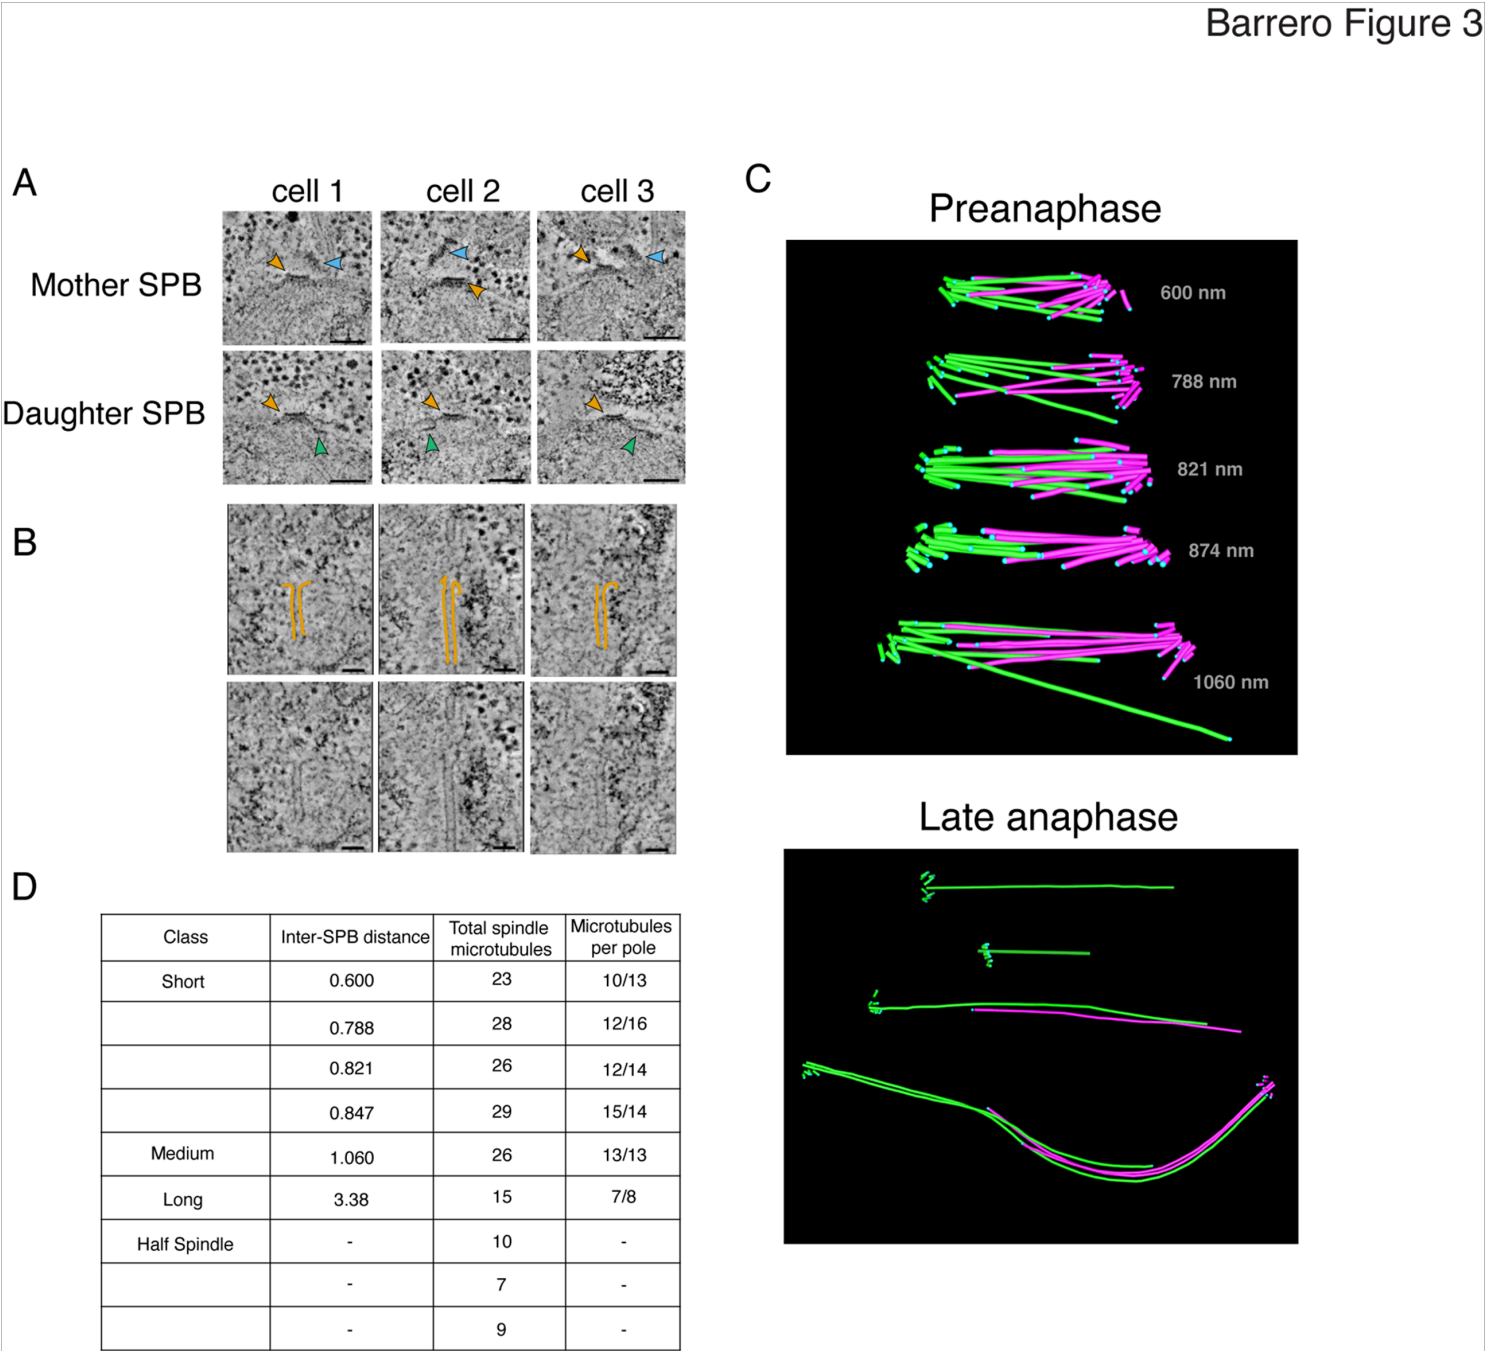 Barrero Figure 3
A
cell 1 cell 2 cell 3
Mother SPB
Daughter SPB
B
C
Preanaphase
600 nm
788 nm
821 nm
874 nm
1060 nm
Late anaphase
D
Class Inter-SPB distance Total spindle microtubules Microtubules per pole
Short 0.600 23 10/13
0.788 28 12/16
0.821 26 12/14
0.847 29 15/14
Medium 1.060 26 13/13
Long 3.38 15 7/8
Half Spindle - 10 -
- 7 -
- 9 -